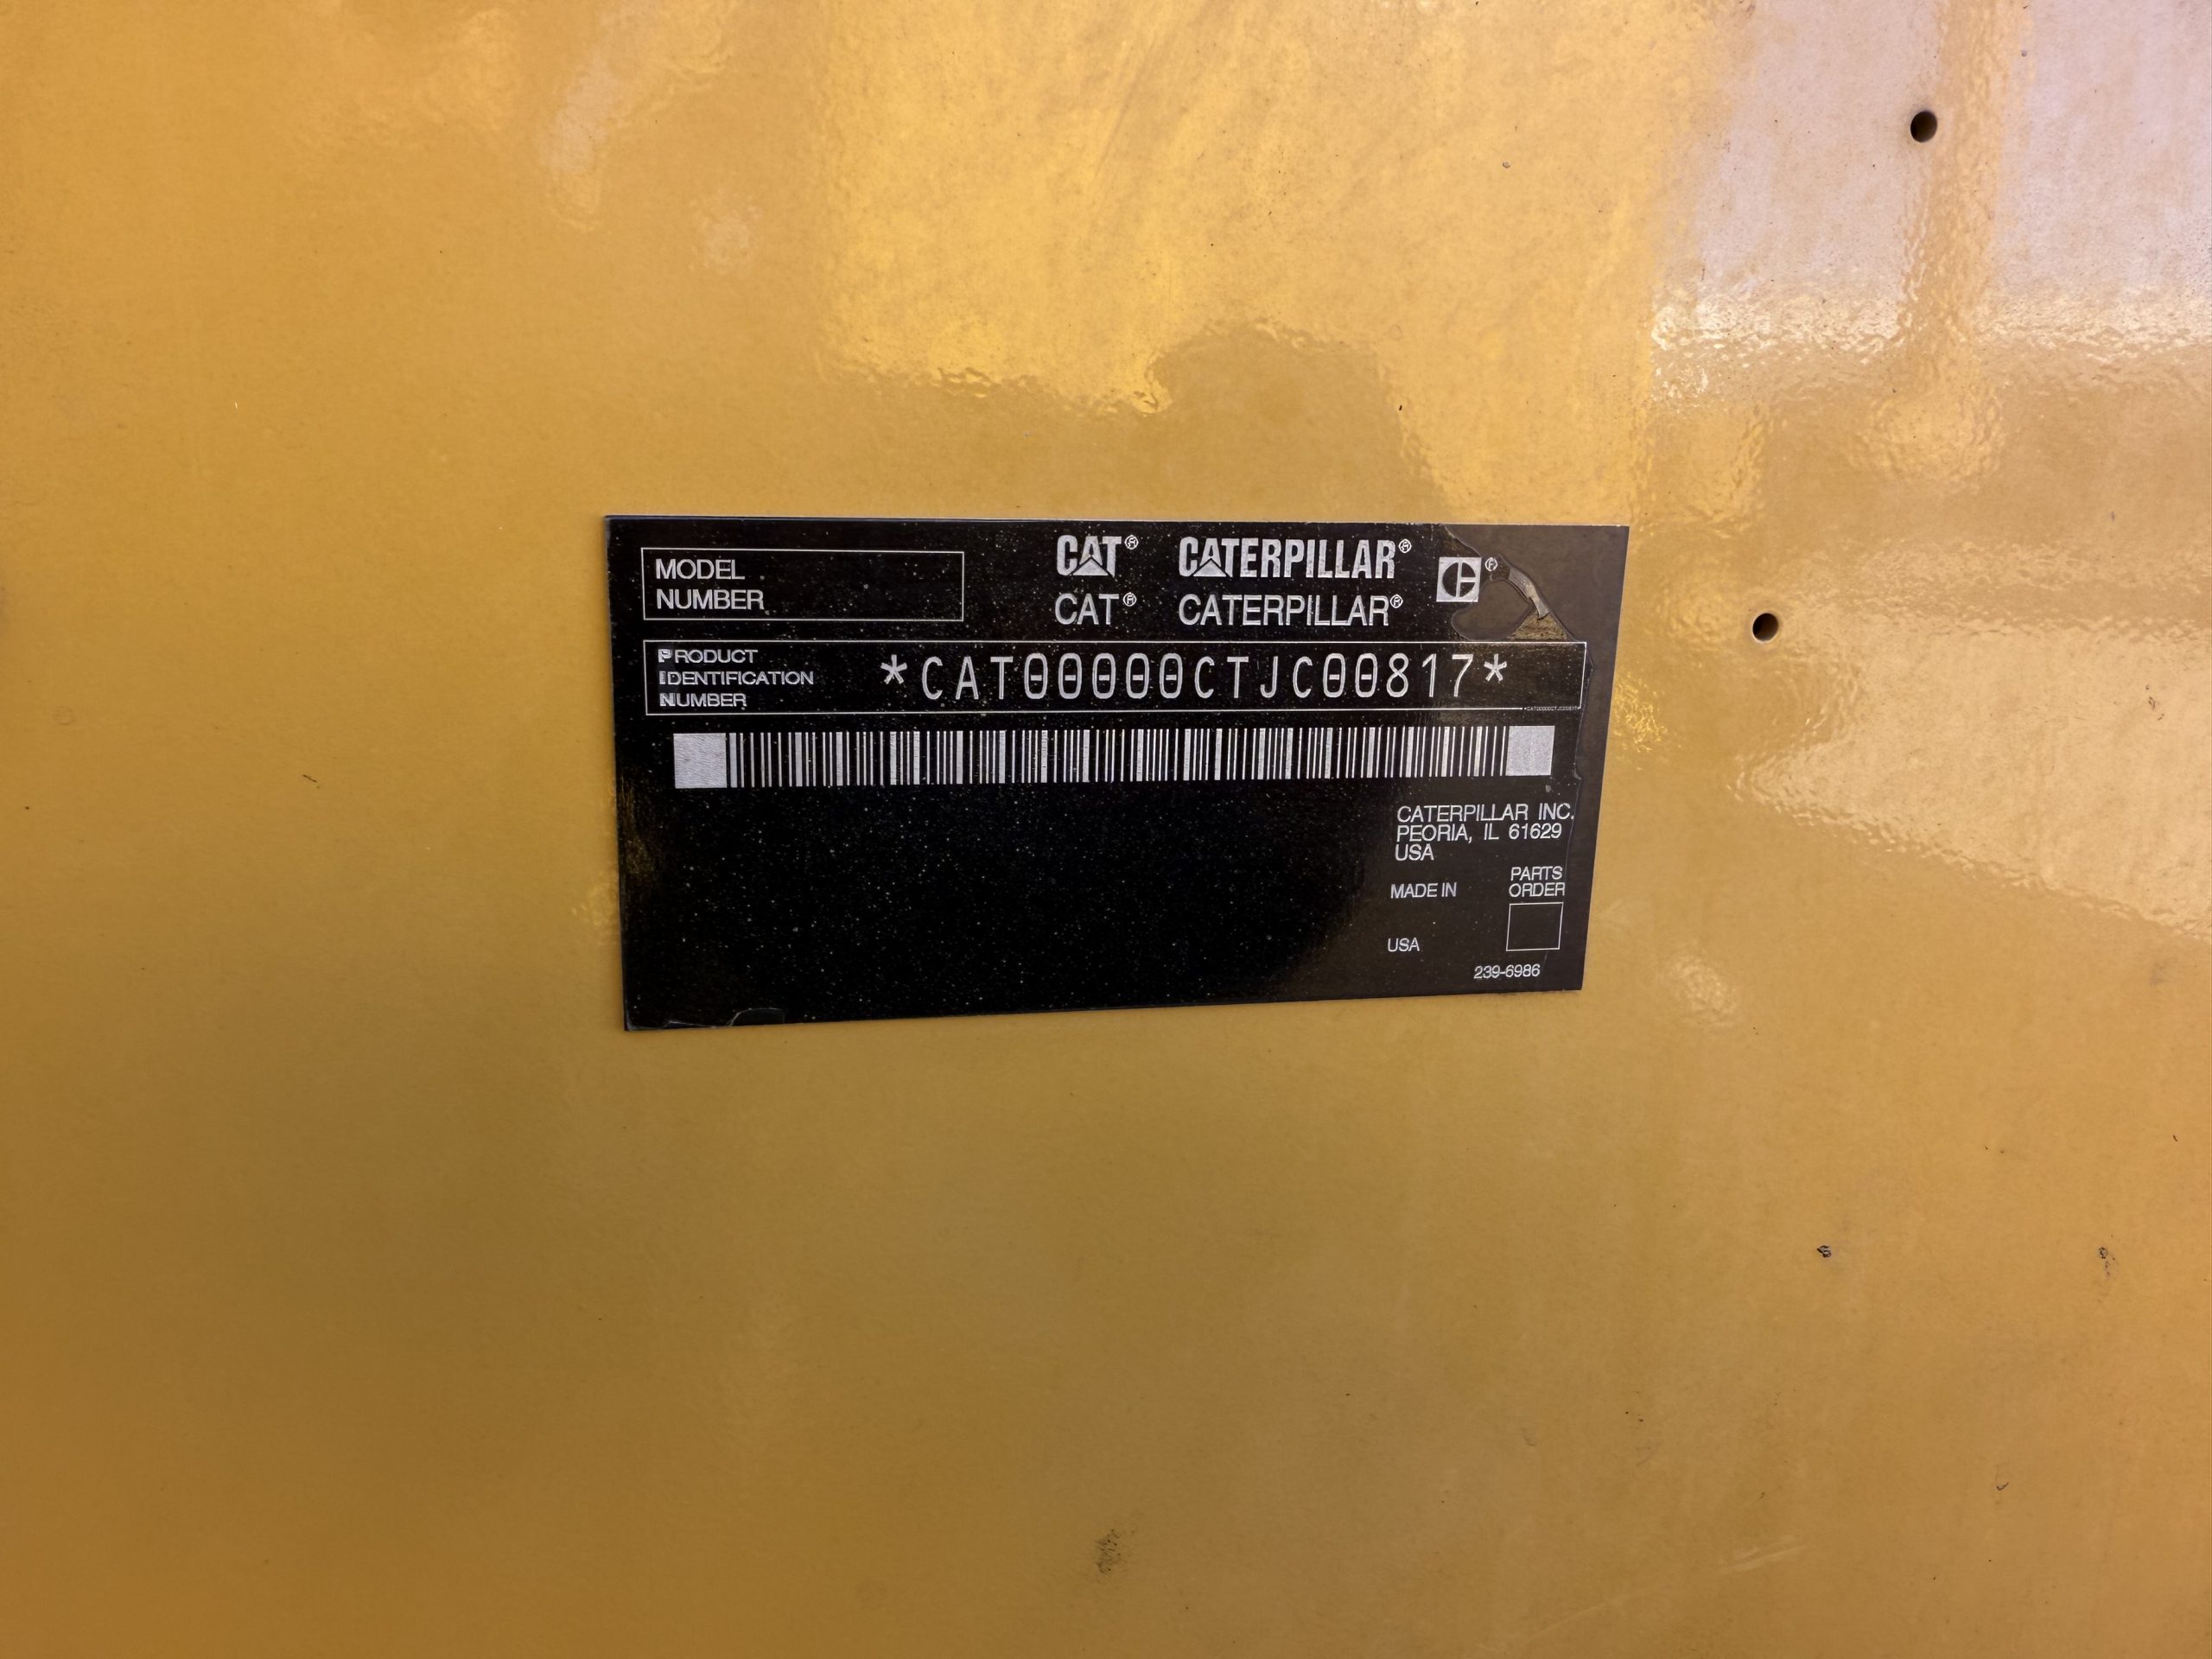 MODEL
NUMBER
CAT® CATERPILLAR® ®
CAT® CATERPILLAR®
PRODUCT
IDENTIFICATION
NUMBER
*CAT00000CTJC00817*
CATERPILLAR INC.
PEORIA, IL 61629
USA
MADE IN
USA
PARTS
ORDER
239-6986